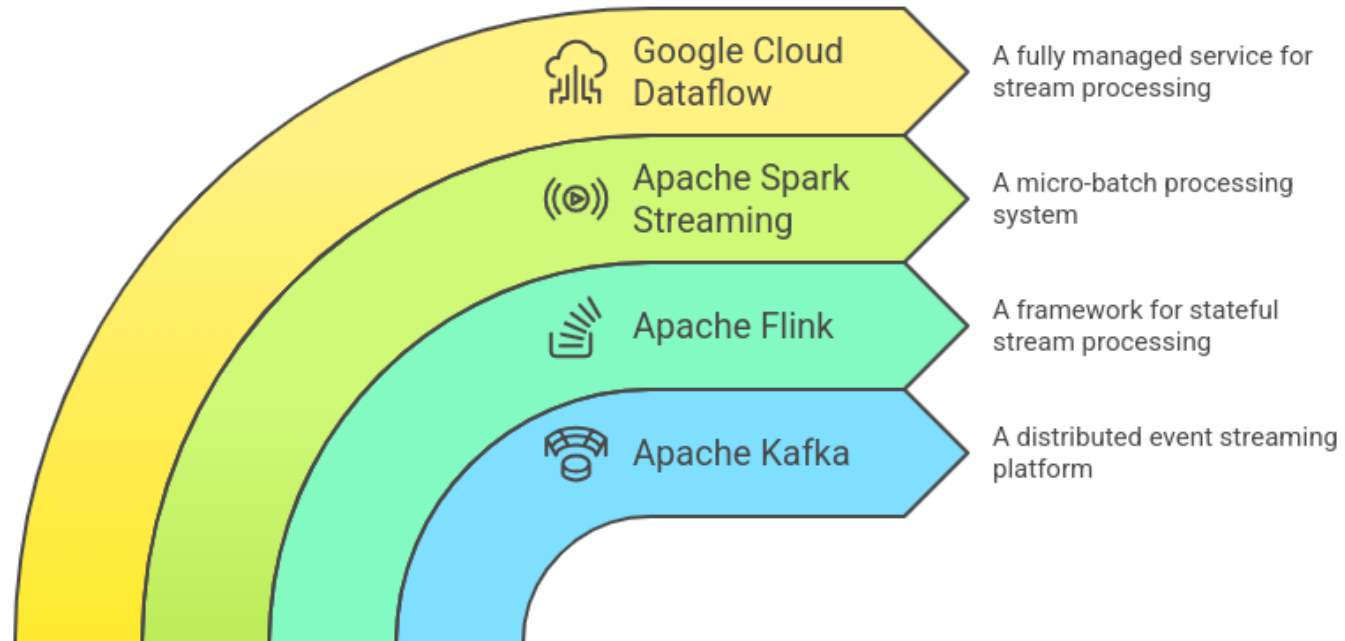 Google Cloud
Dataflow
A fully managed service for
stream processing
Apache Spark
Streaming
A micro-batch processing
system
Apache Flink
A framework for stateful
stream processing
Apache Kafka
A distributed event streaming
platform